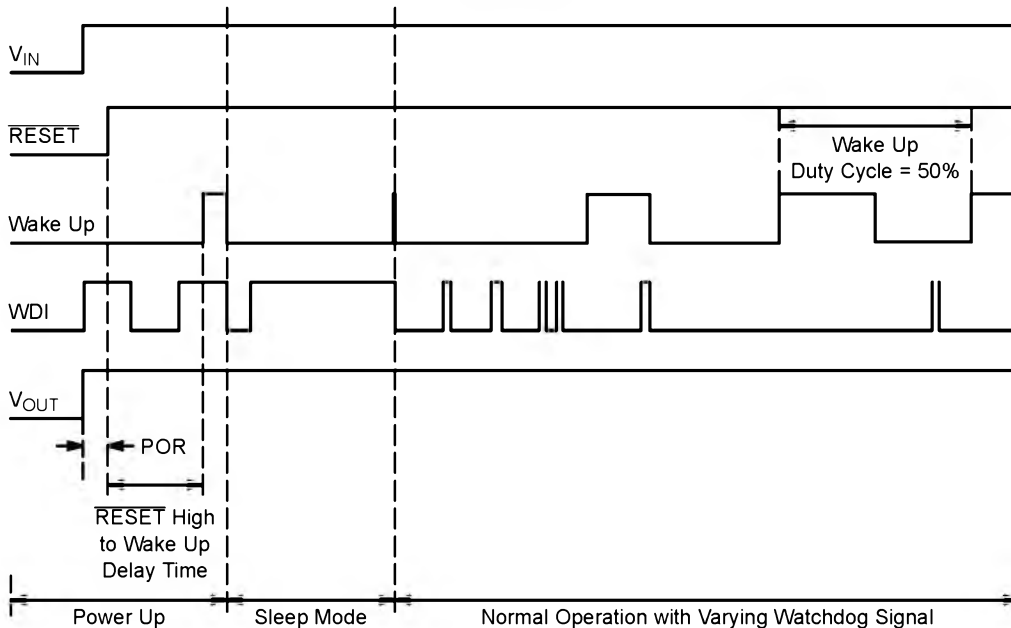 VIN
RESET
Wake Up
Duty Cycle = 50%
Wake Up
WDI
VOUT
POR
RESET High
to Wake Up
Delay Time
Power Up
Sleep Mode
Normal Operation with Varying Watchdog Signal